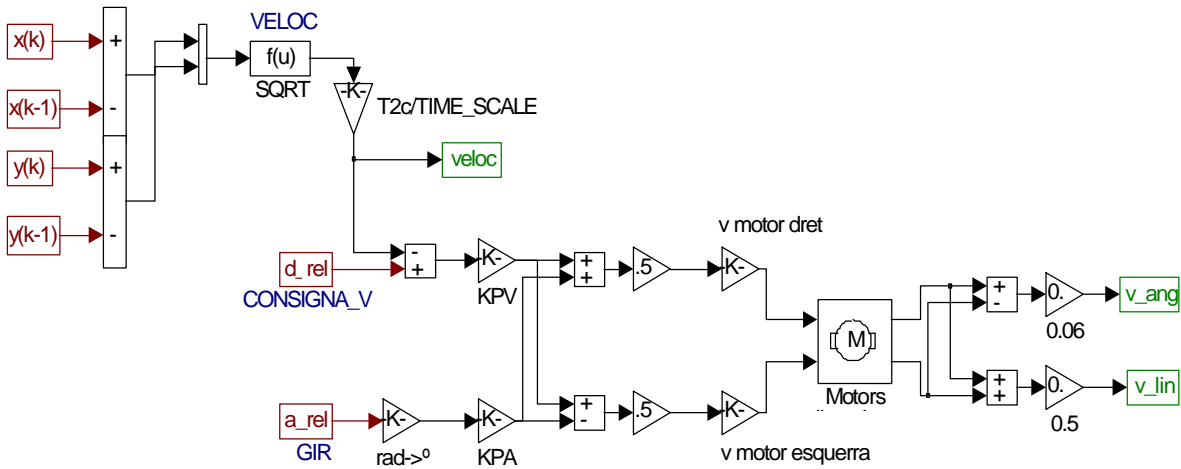 x(k)
+
x(k-1)
-
y(k)
+
y(k-1)
-
VELOC
f(u)
SQRT
-K-
T2c/TIME_SCALE
veloc
d_rel
CONSIGNA_V
-
+
K-
KPV
+
+
.5
v motor dret
K-
a_rel
GIR
K-
rad->º
K-
KPA
+
-
.5
K-
v motor esquerra
M
Motors
+
-
0.
0.06
v_ang
+
+
0.
0.5
v_lin